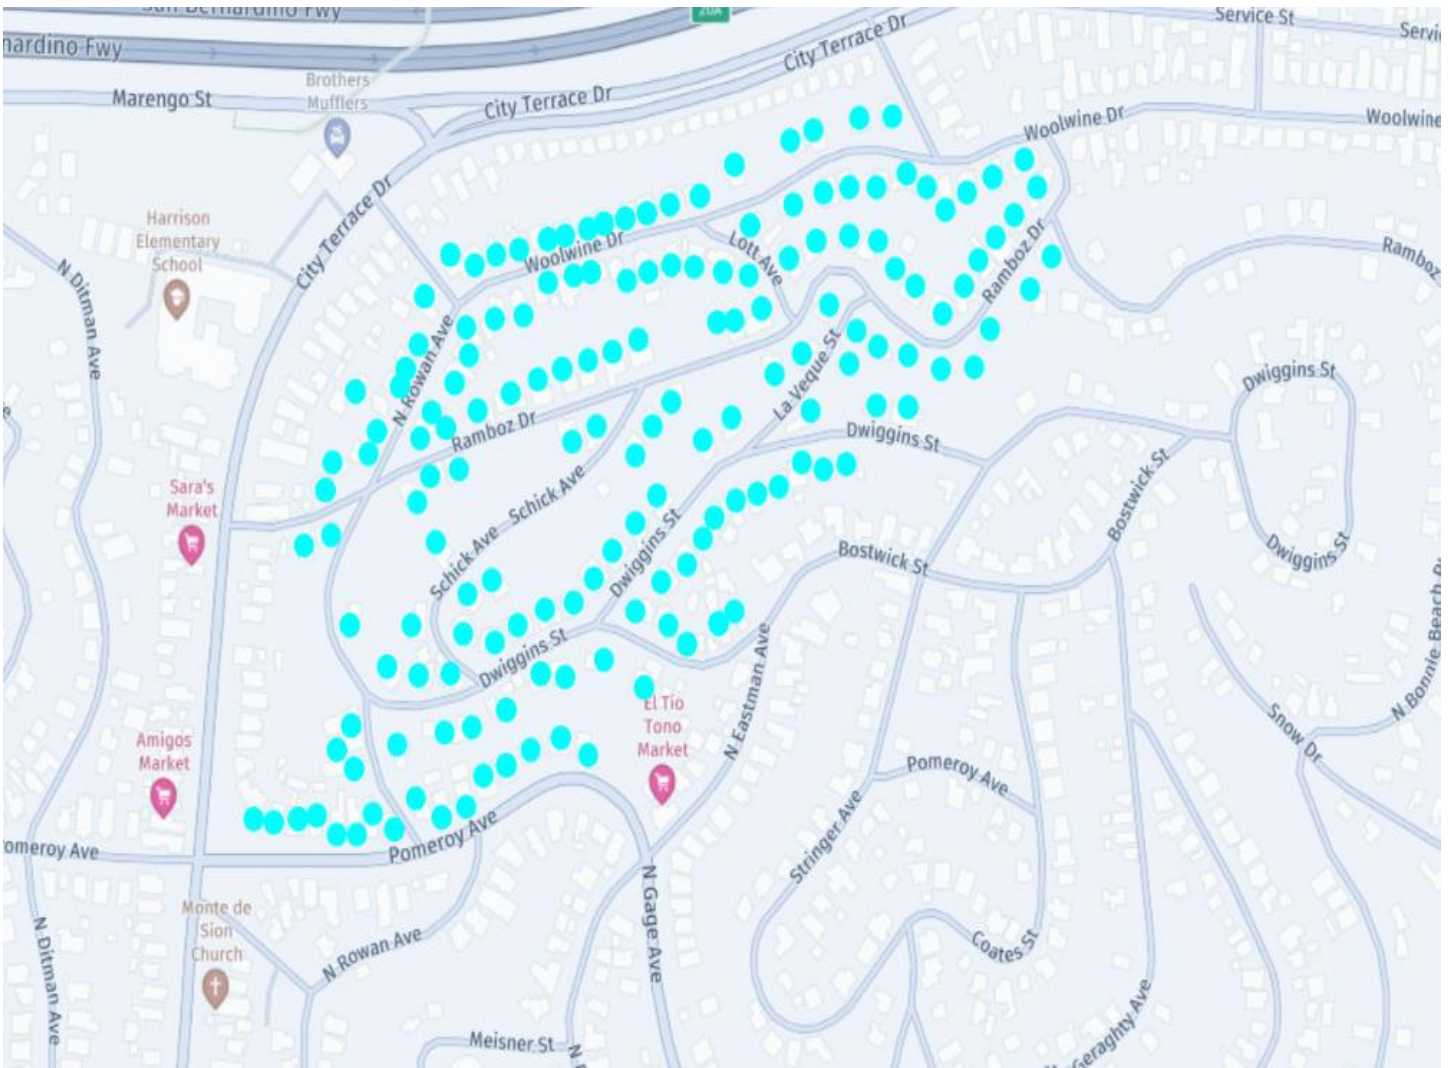 San Bernardino Fwy
20A
nardino Fwy
Service St
City Terrace Dr
Brothers
Mufflers
Marengo St
City Terrace Dr
Woolwine Dr
Woolwine
Harrison
Elementary
School
City Terrace Dr
N Ditman Ave
Woolwine Dr
Lott Ave
Ramboz Dr
Ramboz
N Rowan Ave
La Veque St
Dwiggins St
Ramboz Dr
Dwiggins St
Sara's
Market
Schick Ave
Schick Ave
Bostwick St
Dwiggins St
Bostwick St
Dwiggins St
Dwiggins St
N Eastman Ave
N Bonnie Beach Pl
El Tío
Tono
Market
Snow Dr
Amigos
Market
Pomeroy Ave
Stringer Ave
Pomeroy Ave
omeroy Ave
N Gage Ave
Monte de
Sion
Church
N Ditman Ave
N Rowan Ave
Coates St
Geraghty Ave
Meisner St